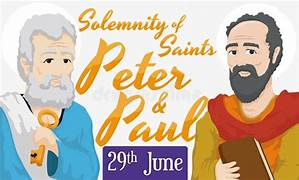 Solemnity of
Saints
Peter
&
Paul
29th June